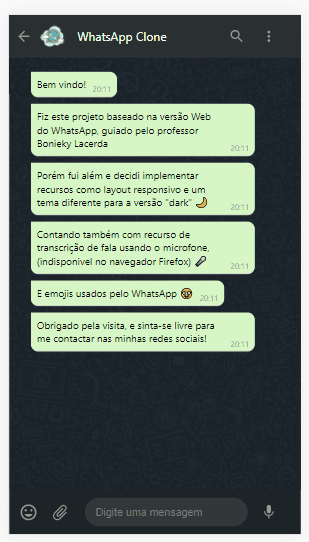 WhatsApp Clone
Bem vindo!
20:11
Fiz este projeto baseado na versão Web
do WhatsApp, guiado pelo professor
Bonieky Lacerda
20:11
Porém fui além e decidi implementar
recursos como layout responsivo e um
tema diferente para a versão "dark" 🌙
20:11
Contando também com recurso de
transcrição de fala usando o microfone,
(indisponivel no navegador Firefox) 🎤
20:11
E emojis usados pelo WhatsApp 🤓
20:11
Obrigado pela visita, e sinta-se livre para
me contactar nas minhas redes sociais!
20:11
Digite uma mensagem